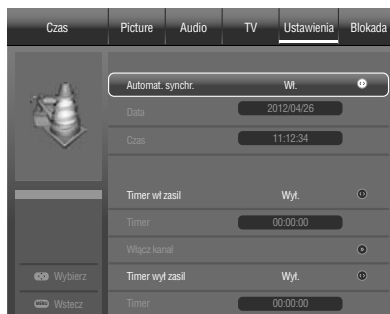 Czas Picture Audio TV Ustawienia Blokada
Automat. synchr. Wł.
Data 2012/04/26
Czas 11:12:34
Timer wł zasil Wył.
Timer 00:00:00
Włącz kanał
Timer wył zasil Wył.
Timer 00:00:00
Wybierz
MENU Wstecz